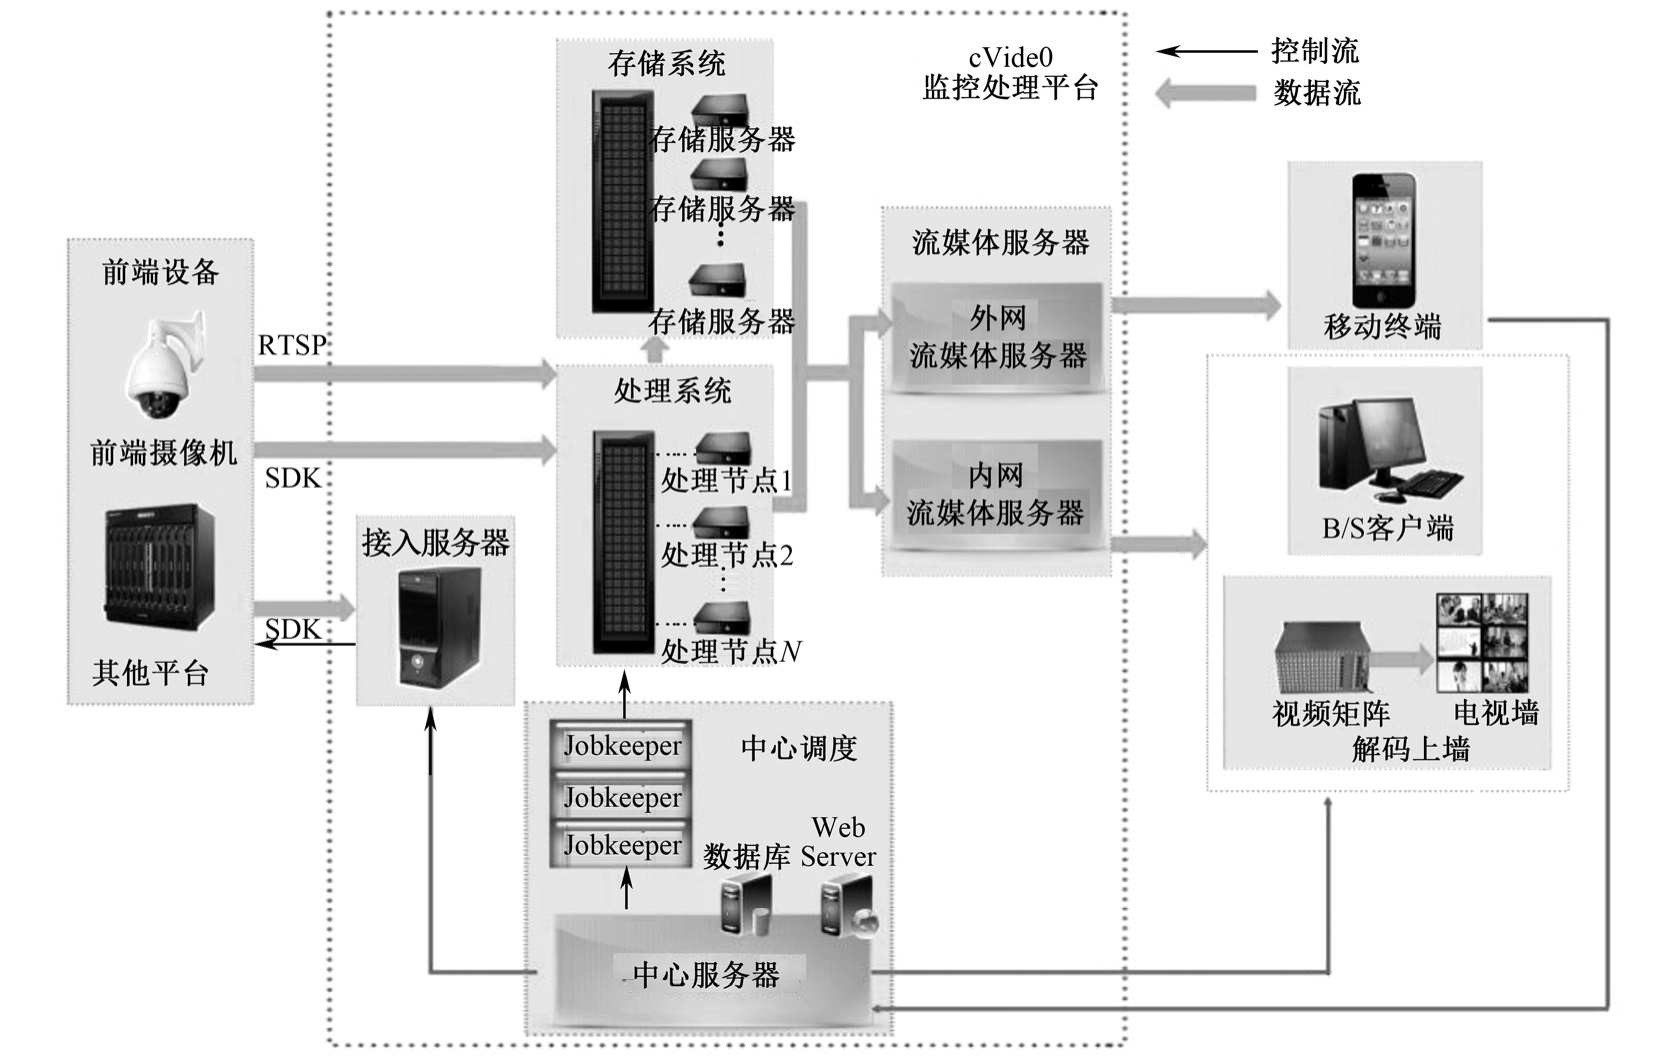 cVide0
监控处理平台
控制流
数据流
存储系统
存储服务器
存储服务器
存储服务器
前端设备
前端摄像机
其他平台
RTSP
SDK
SDK
接入服务器
处理系统
处理节点1
处理节点2
处理节点N
流媒体服务器
外网
流媒体服务器
内网
流媒体服务器
移动终端
B/S客户端
视频矩阵
电视墙
解码上墙
中心调度
Jobkeeper
Jobkeeper
Jobkeeper
数据库
Web
Server
中心服务器